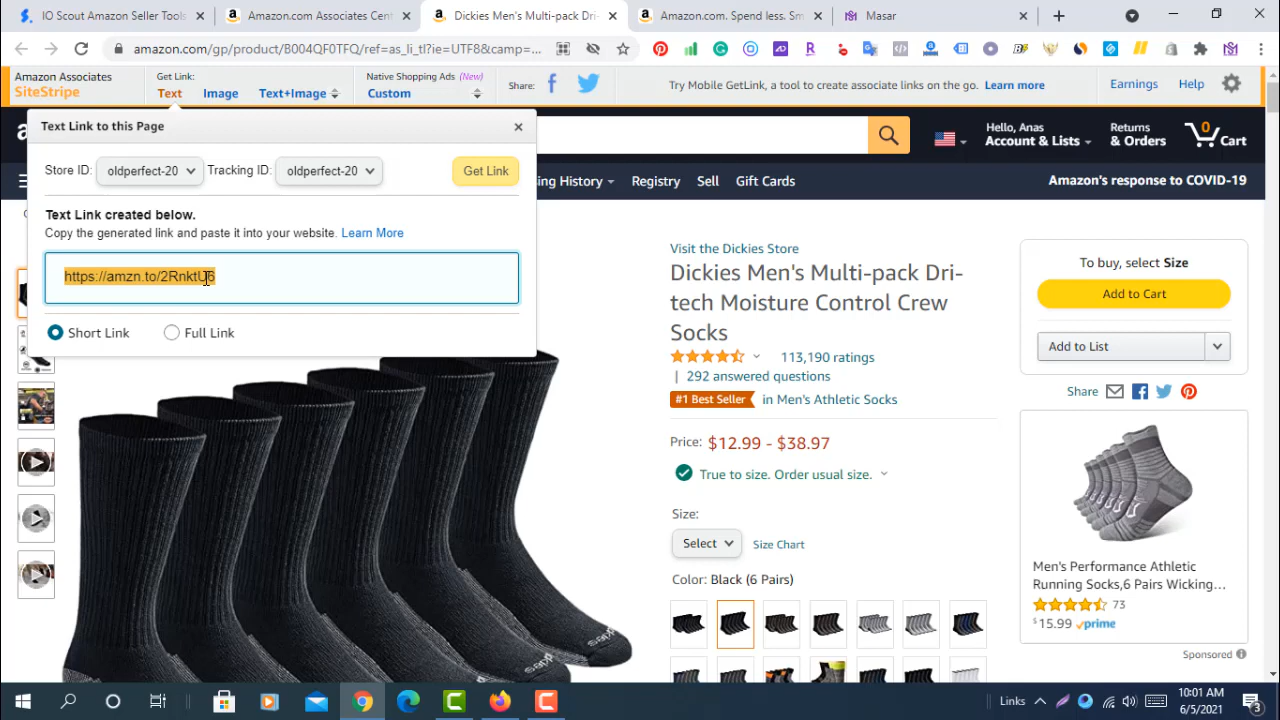 IO Scout Amazon Seller Tools
Amazon.com Associates Cent
Dickies Men's Multi-pack Dri-
Amazon.com. Spend less. Sm
Masar
amazon.com/gp/product/B004QF0TFQ/ref=as_li_tl?ie=UTF8&camp=...
Amazon Associates
SiteStripe
Get Link:
Text
Image
Text+Image
Native Shopping Ads (New)
Custom
Share:
Try Mobile GetLink, a tool to create associate links on the go. Learn more
Earnings
Help
Text Link to this Page
Store ID: oldperfect-20 Tracking ID: oldperfect-20 Get Link
Text Link created below.
Copy the generated link and paste it into your website. Learn More
https://amzn.to/2RnktU6
Short Link Full Link
Hello, Anas
Account & Lists
Returns
& Orders
0
Cart
ing History
Registry
Sell
Gift Cards
Amazon's response to COVID-19
Visit the Dickies Store
Dickies Men's Multi-pack Dri-
tech Moisture Control Crew
Socks
113,190 ratings
| 292 answered questions
#1 Best Seller in Men's Athletic Socks
Price: $12.99 - $38.97
True to size. Order usual size.
Size:
Select
Size Chart
Color: Black (6 Pairs)
To buy, select Size
Add to Cart
Add to List
Share
Men's Performance Athletic
Running Socks,6 Pairs Wicking...
73
$15.99 prime
Sponsored
Dickies
Links
10:01 AM
6/5/2021
3